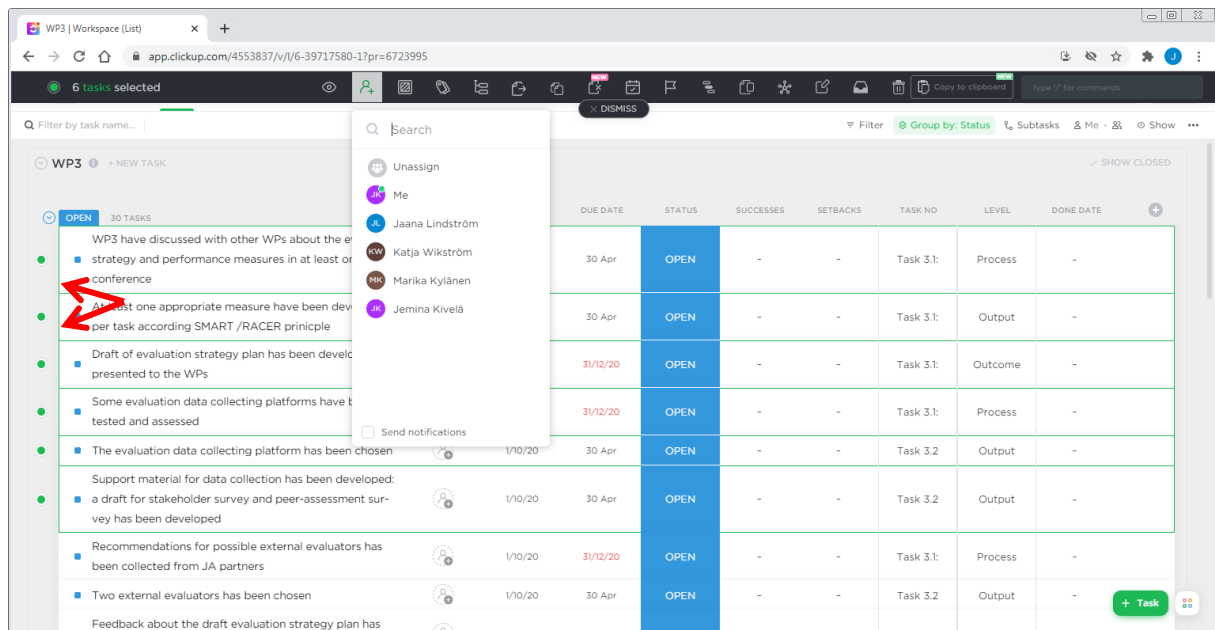 WP3 | Workspace (List)
app.clickup.com/4553837/v/l/6-39717580-1?pr=6723995
J
6 tasks selected
NEW
NEW
Copy to clipboard
type '/' for commands
× DISMISS
Filter by task name...
Filter
Group by: Status
Subtasks
Me
Show
Search
WP3
+ NEW TASK
SHOW CLOSED
Unassign
JK Me
JL Jaana Lindström
KW Katja Wikström
MK Marika Kylänen
JK Jemina Kivelä
Send notifications
OPEN 30 TASKS DUE DATE STATUS SUCCESSES SETBACKS TASK NO LEVEL DONE DATE
WP3 have discussed with other WPs about the
strategy and performance measures in at least
conference
30 Apr OPEN - - Task 3.1: Process -
At least one appropriate measure have been
per task according SMART /RACER prinicple
30 Apr OPEN - - Task 3.1: Output -
Draft of evaluation strategy plan has been
presented to the WPs
31/12/20 OPEN - - Task 3.1: Outcome -
Some evaluation data collecting platforms have
tested and assessed
31/12/20 OPEN - - Task 3.1: Process -
The evaluation data collecting platform has been chosen 1/10/20 30 Apr OPEN - - Task 3.2 Output -
Support material for data collection has been developed:
a draft for stakeholder survey and peer-assessment sur-
vey has been developed
1/10/20 30 Apr OPEN - - Task 3.2 Output -
Recommendations for possible external evaluators has
been collected from JA partners
1/10/20 31/12/20 OPEN - - Task 3.1: Process -
Two external evaluators has been chosen 1/10/20 30 Apr OPEN - - Task 3.2 Output -
+ Task
Feedback about the draft evaluation strategy plan has